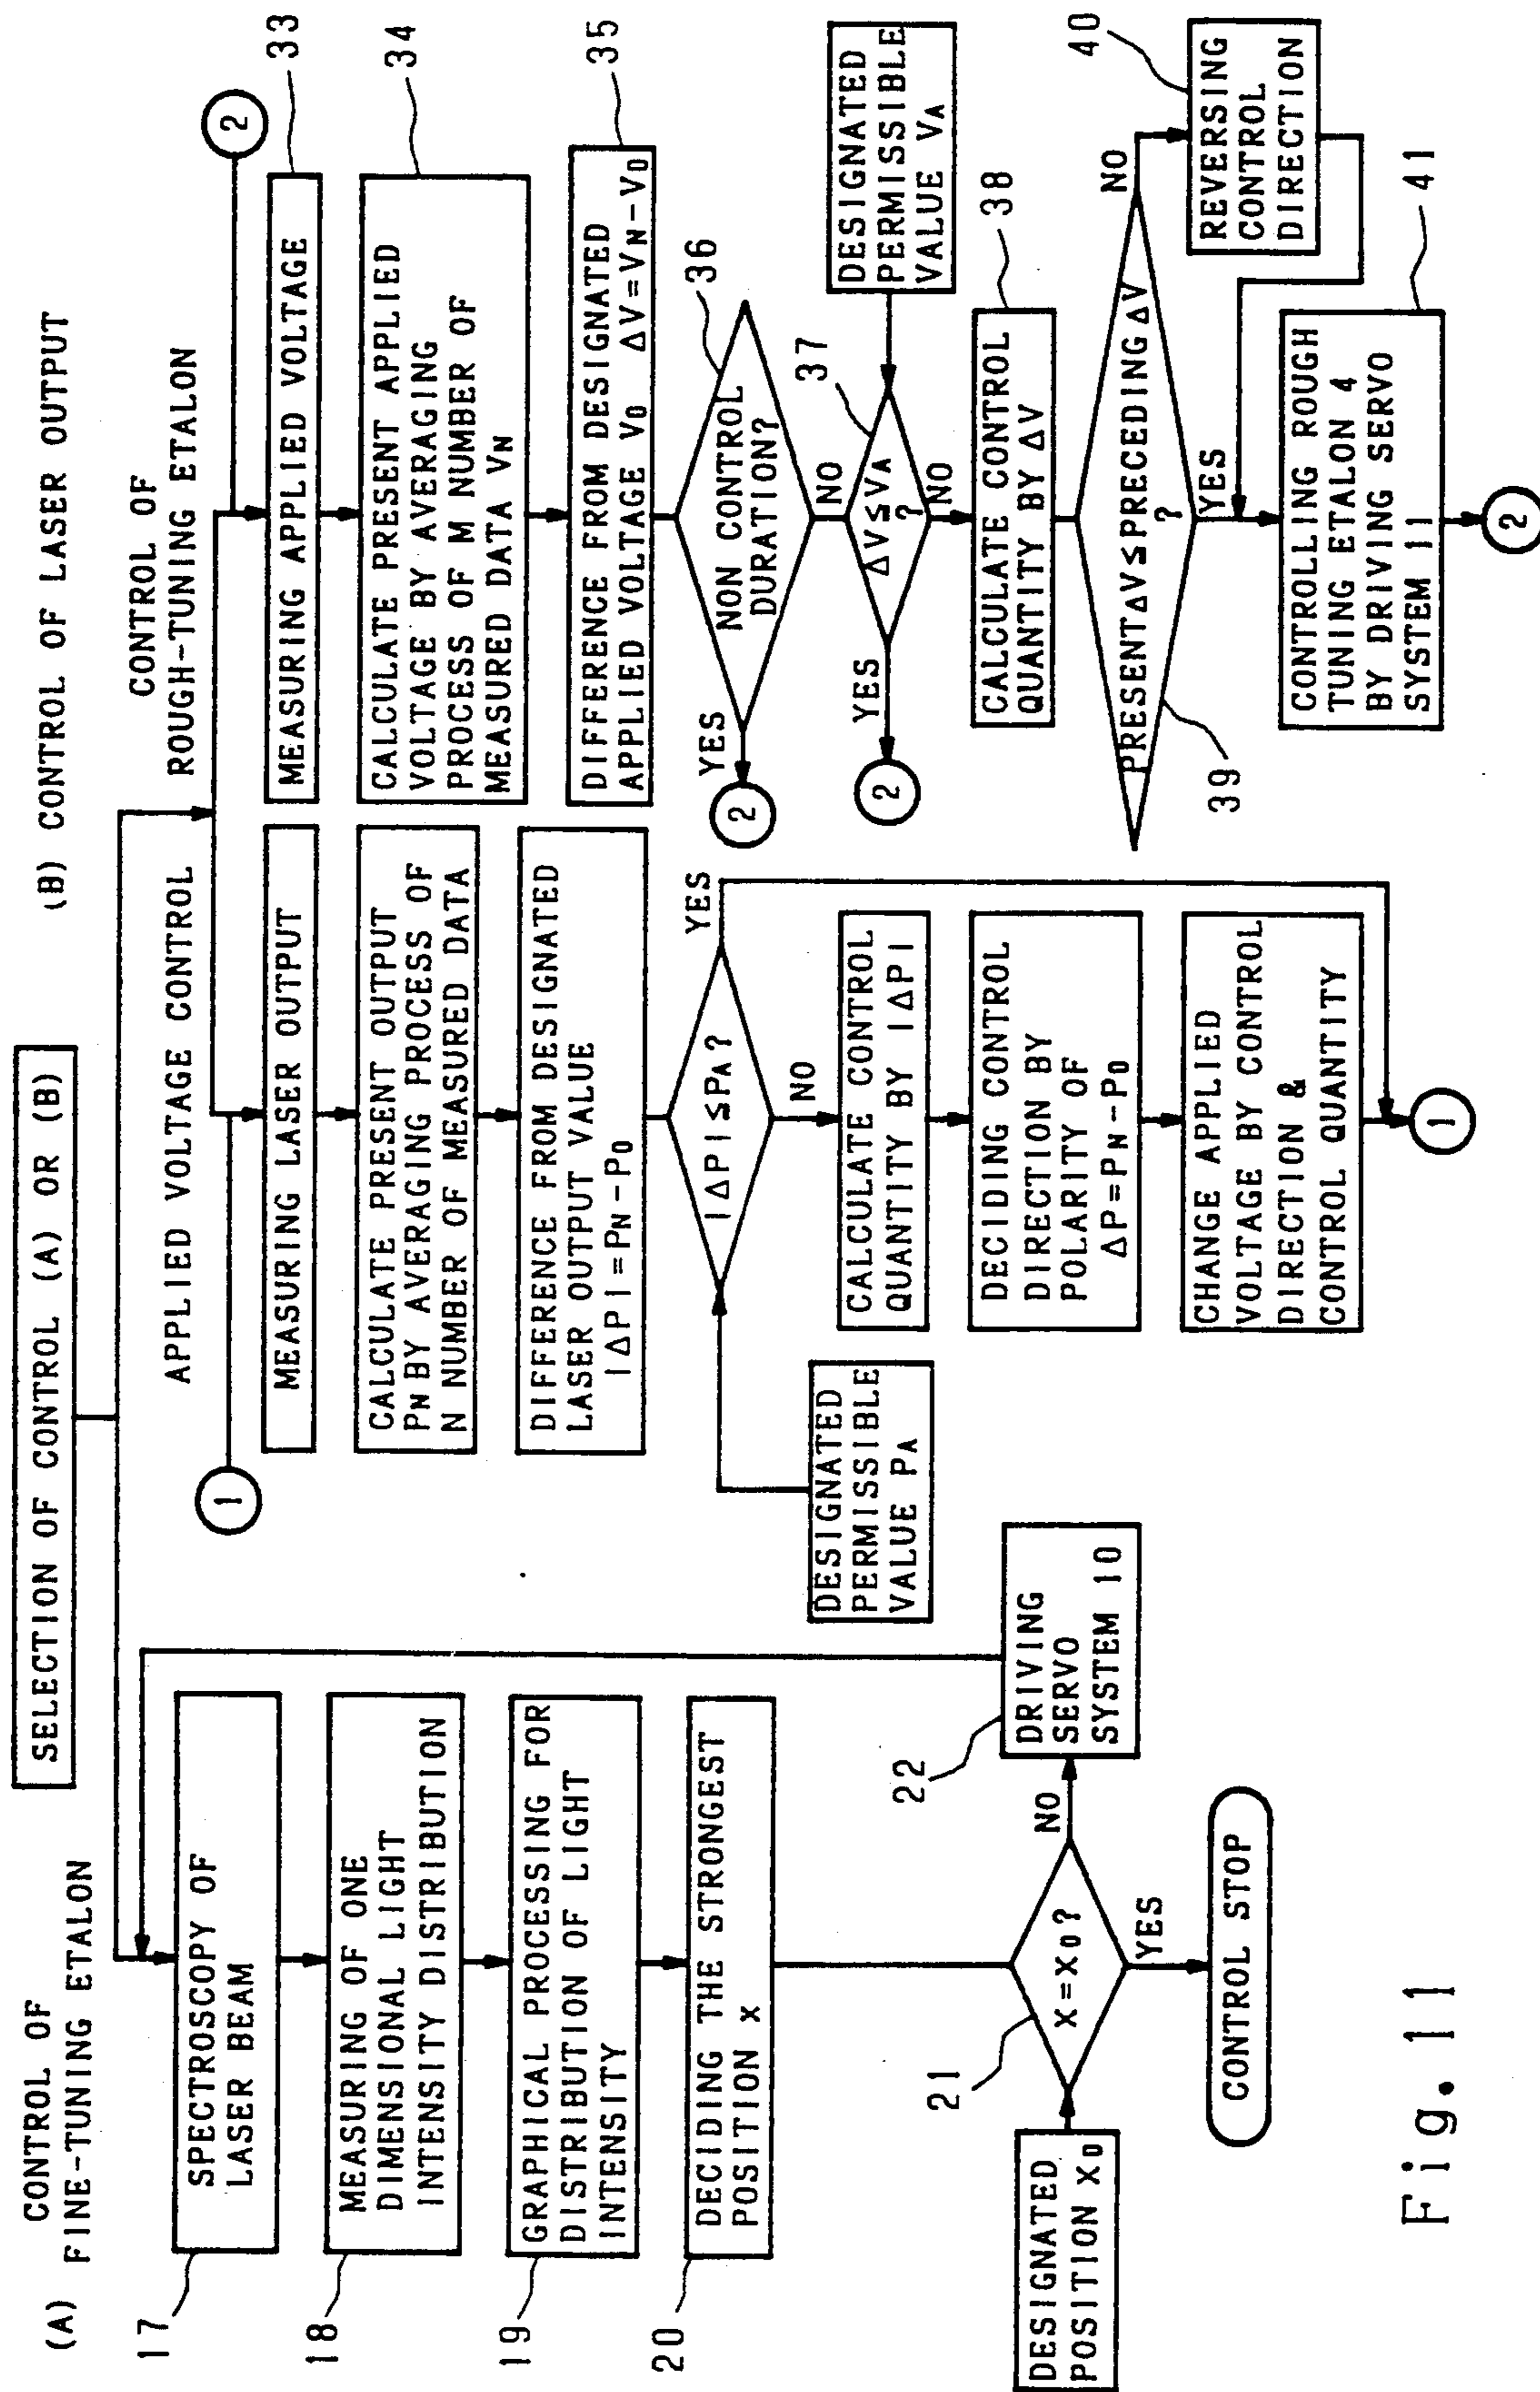 SELECTION OF CONTROL (A) OR (B)
CONTROL OF
(A) FINE-TUNING ETALON
17
SPECTROSCOPY OF
LASER BEAM
18
MEASURING OF ONE
DIMENSIONAL LIGHT
INTENSITY DISTRIBUTION
19
GRAPHICAL PROCESSING FOR
DISTRIBUTION OF LIGHT
INTENSITY
20
DECIDING THE STRONGEST
POSITION X
21
X=X0?
DESIGNATED
POSITION X0
NO
22
DRIVING
SERVO
SYSTEM 10
YES
CONTROL STOP
(B) CONTROL OF LASER OUTPUT
APPLIED VOLTAGE CONTROL
1
MEASURING LASER OUTPUT
CALCULATE PRESENT OUTPUT
PN BY AVERAGING PROCESS OF
N NUMBER OF MEASURED DATA
DIFFERENCE FROM DESIGNATED
LASER OUTPUT VALUE
|ΔP|=PN-P0
|ΔP|≦PA?
DESIGNATED
PERMISSIBLE
VALUE PA
YES
NO
CALCULATE CONTROL
QUANTITY BY |ΔP|
DECIDING CONTROL
DIRECTION BY
POLARITY OF
ΔP=PN-P0
CHANGE APPLIED
VOLTAGE BY CONTROL
DIRECTION &
CONTROL QUANTITY
1
CONTROL OF
ROUGH-TUNING ETALON
2
33
MEASURING APPLIED VOLTAGE
34
CALCULATE PRESENT APPLIED
VOLTAGE BY AVERAGING
PROCESS OF M NUMBER OF
MEASURED DATA VN
35
DIFFERENCE FROM DESIGNATED
APPLIED VOLTAGE V0 ΔV=VN-V0
36
NON CONTROL
DURATION?
YES
2
NO
37
ΔV≦VA
?
DESIGNATED
PERMISSIBLE
VALUE VA
YES
2
NO
38
CALCULATE CONTROL
QUANTITY BY ΔV
39
PRESENTΔV≦PRECEDINGΔV
?
NO
40
REVERSING
CONTROL
DIRECTION
YES
41
CONTROLLING ROUGH
TUNING ETALON 4
BY DRIVING SERVO
SYSTEM 11
2
Fig. 11